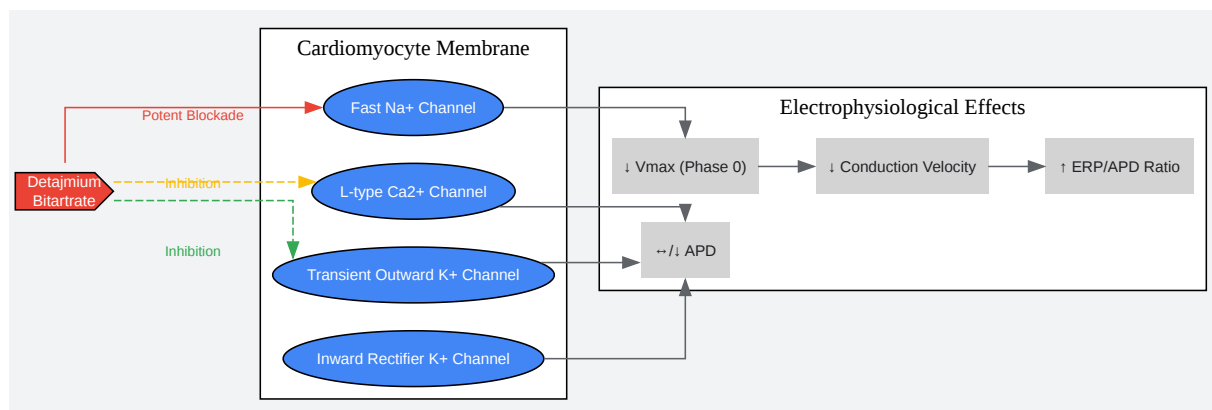 Cardiomyocyte Membrane
Fast Na+ Channel
Potent Blockade
Detajmium
Bitartrate
Inhibition
L-type Ca2+ Channel
Inhibition
Transient Outward K+ Channel
Inward Rectifier K+ Channel
Electrophysiological Effects
↓ Vmax (Phase 0)
↓ Conduction Velocity
↑ ERP/APD Ratio
↔/↓ APD